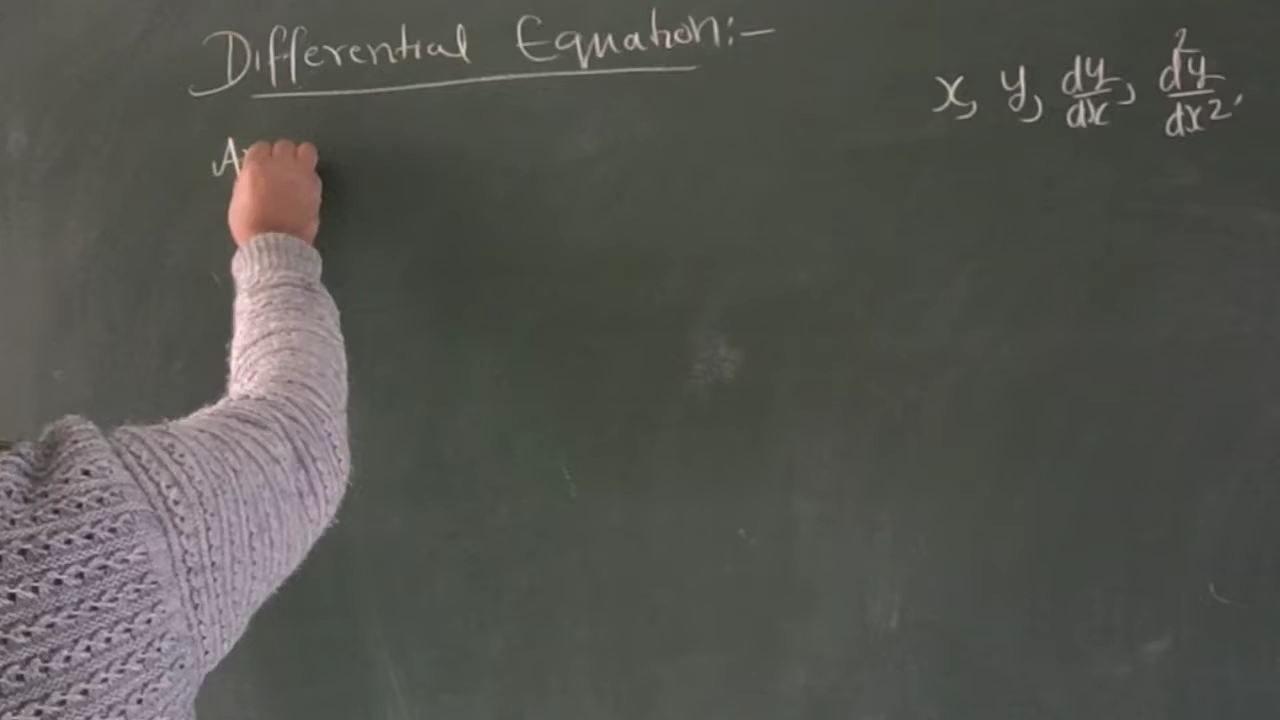 Differential Equation:-
x, y, dy/dx, d²y/dx²,